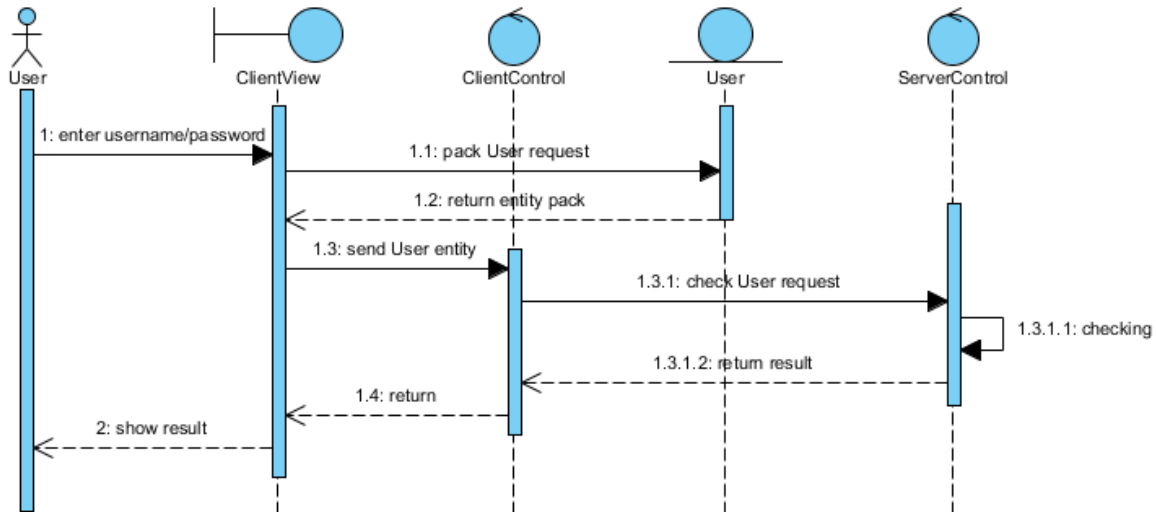 User
ClientView
ClientControl
User
ServerControl
1: enter username/password
1.1: pack User request
1.2: return entity pack
1.3: send User entity
1.3.1: check User request
1.3.1.1: checking
1.3.1.2: return result
1.4: return
2: show result